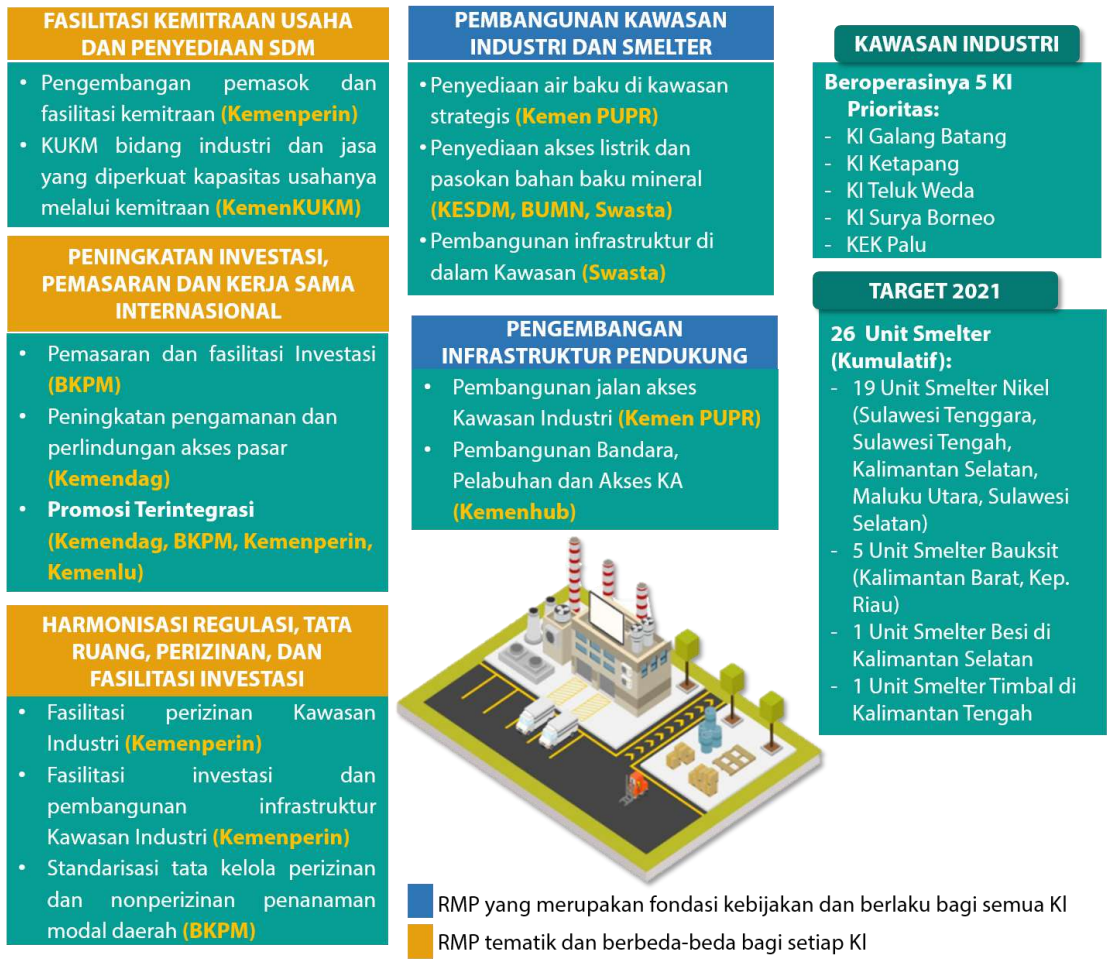 FASILITASI KEMITRAAN USAHA
DAN PENYEDIAAN SDM
• Pengembangan pemasok dan
fasilitasi kemitraan (Kemenperin)
• KUKM bidang industri dan jasa
yang diperkuat kapasitas usahanya
melalui kemitraan (KemenKUKM)
PENINGKATAN INVESTASI,
PEMASARAN DAN KERJA SAMA
INTERNASIONAL
• Pemasaran dan fasilitasi Investasi
(BKPM)
• Peningkatan pengamanan dan
perlindungan akses pasar
(Kemendag)
• Promosi Terintegrasi
(Kemendag, BKPM, Kemenperin,
Kemenlu)
HARMONISASI REGULASI, TATA
RUANG, PERIZINAN, DAN
FASILITASI INVESTASI
• Fasilitasi perizinan Kawasan
Industri (Kemenperin)
• Fasilitasi investasi dan
pembangunan infrastruktur
Kawasan Industri (Kemenperin)
• Standarisasi tata kelola perizinan
dan nonperizinan penanaman
modal daerah (BKPM)
PEMBANGUNAN KAWASAN
INDUSTRI DAN SMELTER
• Penyediaan air baku di kawasan
strategis (Kemen PUPR)
• Penyediaan akses listrik dan
pasokan bahan baku mineral
(KESDM, BUMN, Swasta)
• Pembangunan infrastruktur di
dalam Kawasan (Swasta)
PENGEMBANGAN
INFRASTRUKTUR PENDUKUNG
• Pembangunan jalan akses
Kawasan Industri (Kemen PUPR)
• Pembangunan Bandara,
Pelabuhan dan Akses KA
(Kemenhub)
KAWASAN INDUSTRI
Beroperasinya 5 KI
Prioritas:
- KI Galang Batang
- KI Ketapang
- KI Teluk Weda
- KI Surya Borneo
- KEK Palu
TARGET 2021
26 Unit Smelter
(Kumulatif):
- 19 Unit Smelter Nikel
(Sulawesi Tenggara,
Sulawesi Tengah,
Kalimantan Selatan,
Maluku Utara, Sulawesi
Selatan)
- 5 Unit Smelter Bauksit
(Kalimantan Barat, Kep.
Riau)
- 1 Unit Smelter Besi di
Kalimantan Selatan
- 1 Unit Smelter Timbal di
Kalimantan Tengah
RMP yang merupakan fondasi kebijakan dan berlaku bagi semua KI
RMP tematik dan berbeda-beda bagi setiap KI